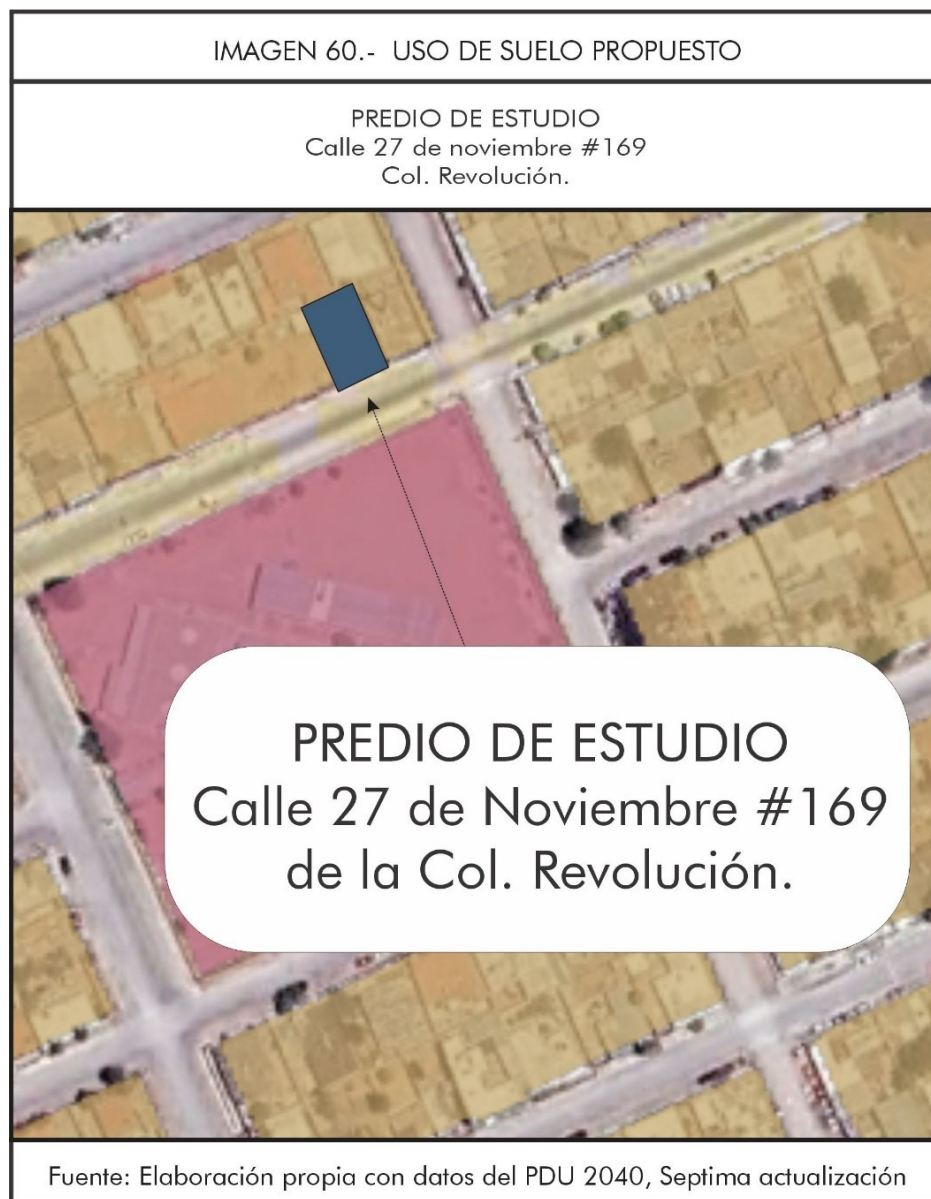 IMAGEN 60.- USO DE SUELO PROPUESTO
PREDIO DE ESTUDIO
Calle 27 de noviembre #169
Col. Revolución.
PREDIO DE ESTUDIO
Calle 27 de Noviembre #169
de la Col. Revolución.
Fuente: Elaboración propia con datos del PDU 2040, Septima actualización